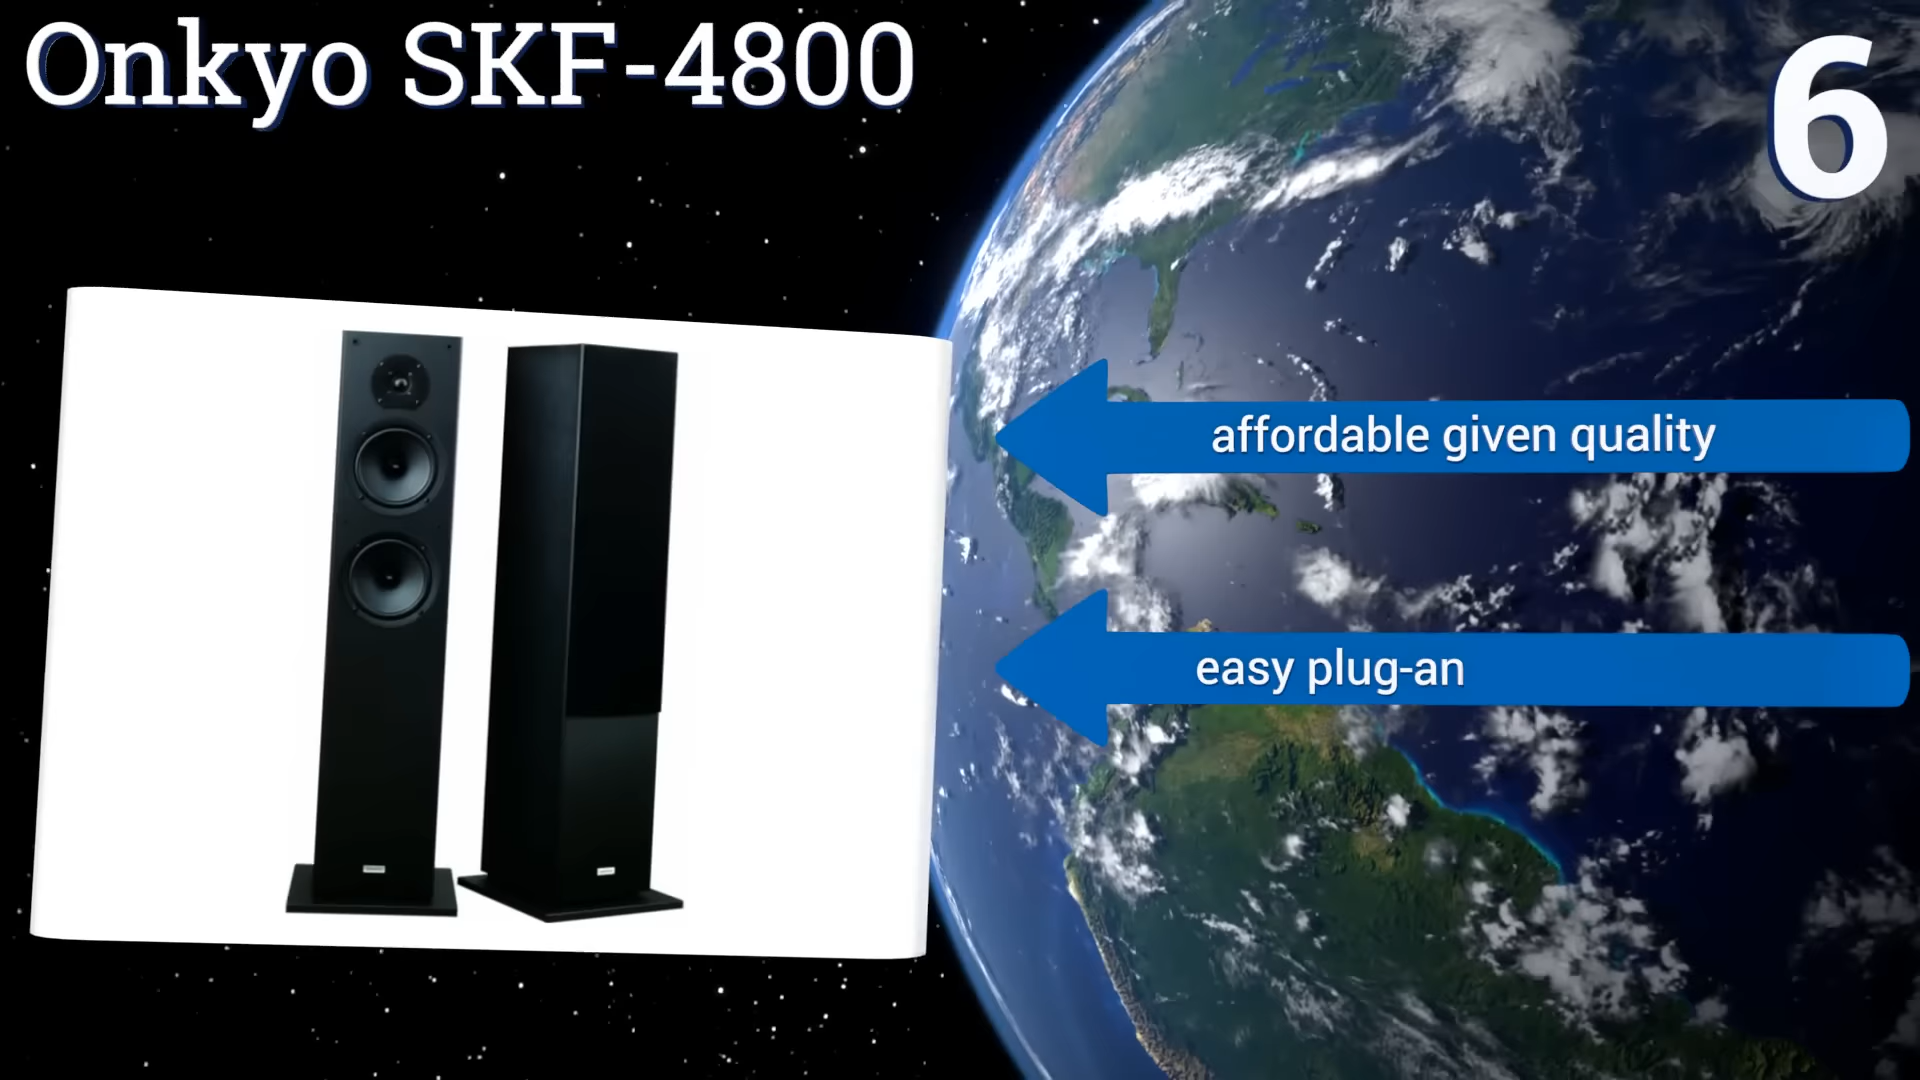 Onkyo SKF-4800
6
affordable given quality
easy plug-an